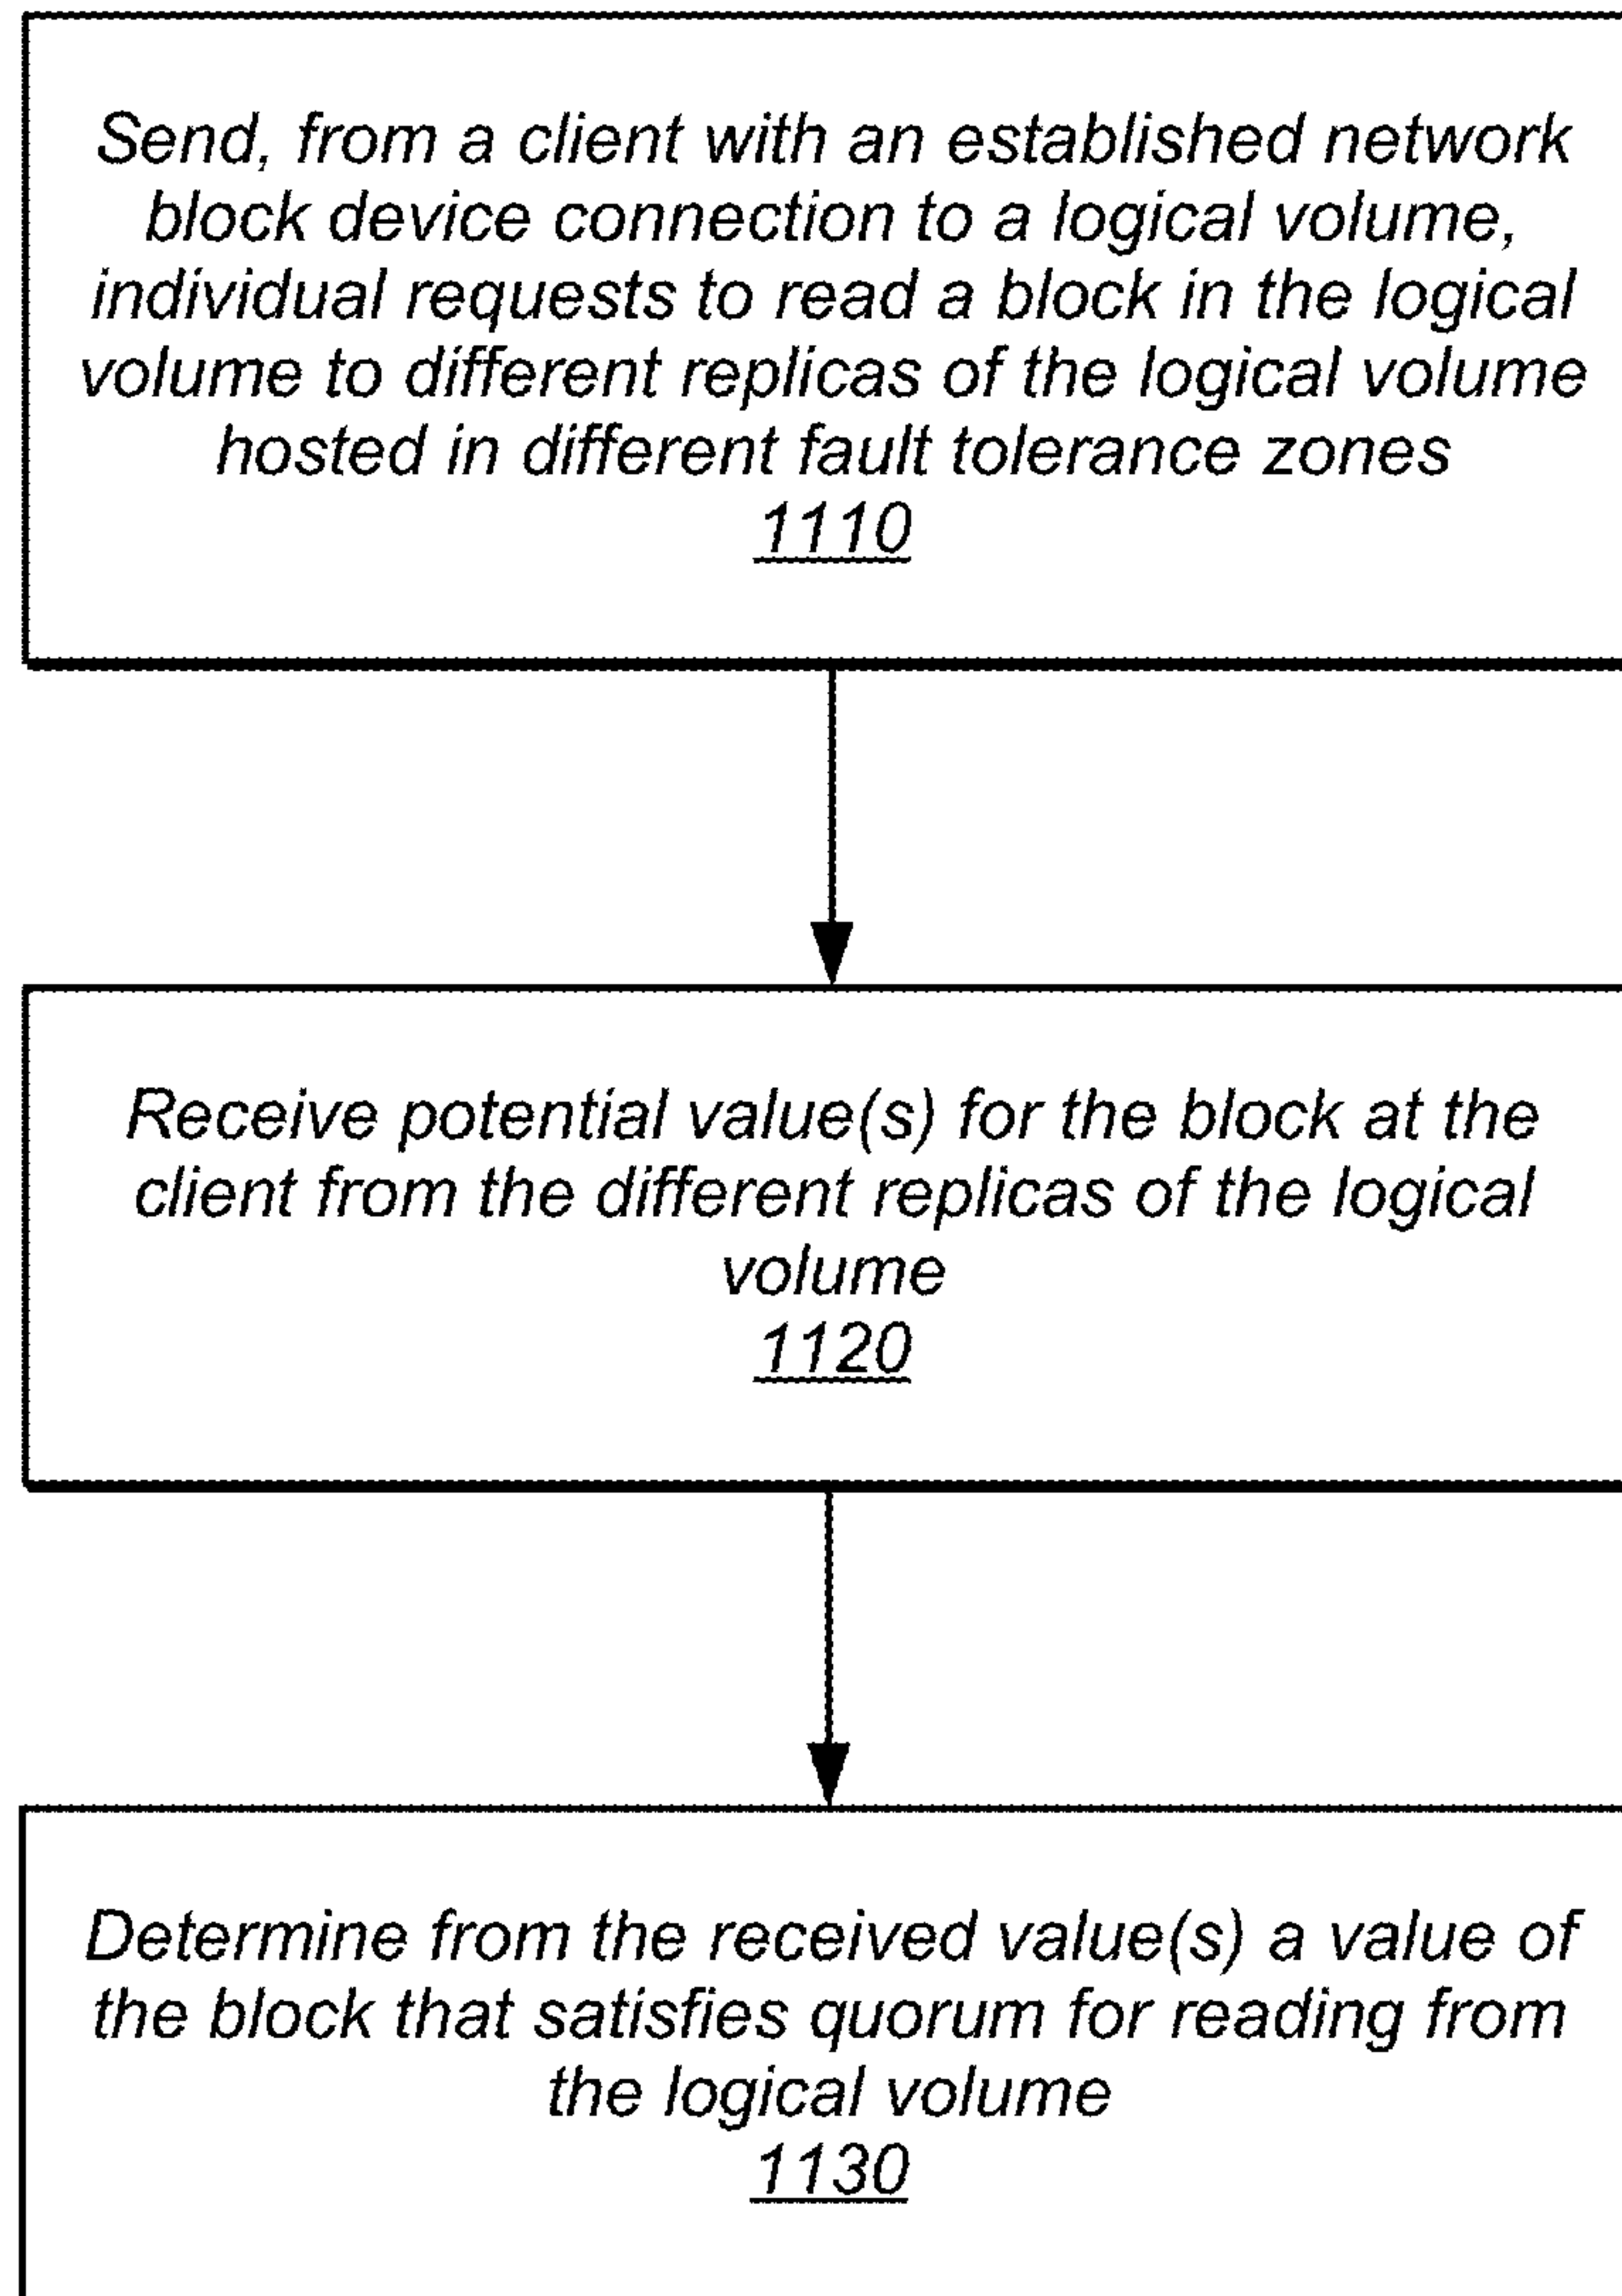 Send, from a client with an established network
block device connection to a logical volume,
individual requests to read a block in the logical
volume to different replicas of the logical volume
hosted in different fault tolerance zones
1110
Receive potential value(s) for the block at the
client from the different replicas of the logical
volume
1120
Determine from the received value(s) a value of
the block that satisfies quorum for reading from
the logical volume
1130